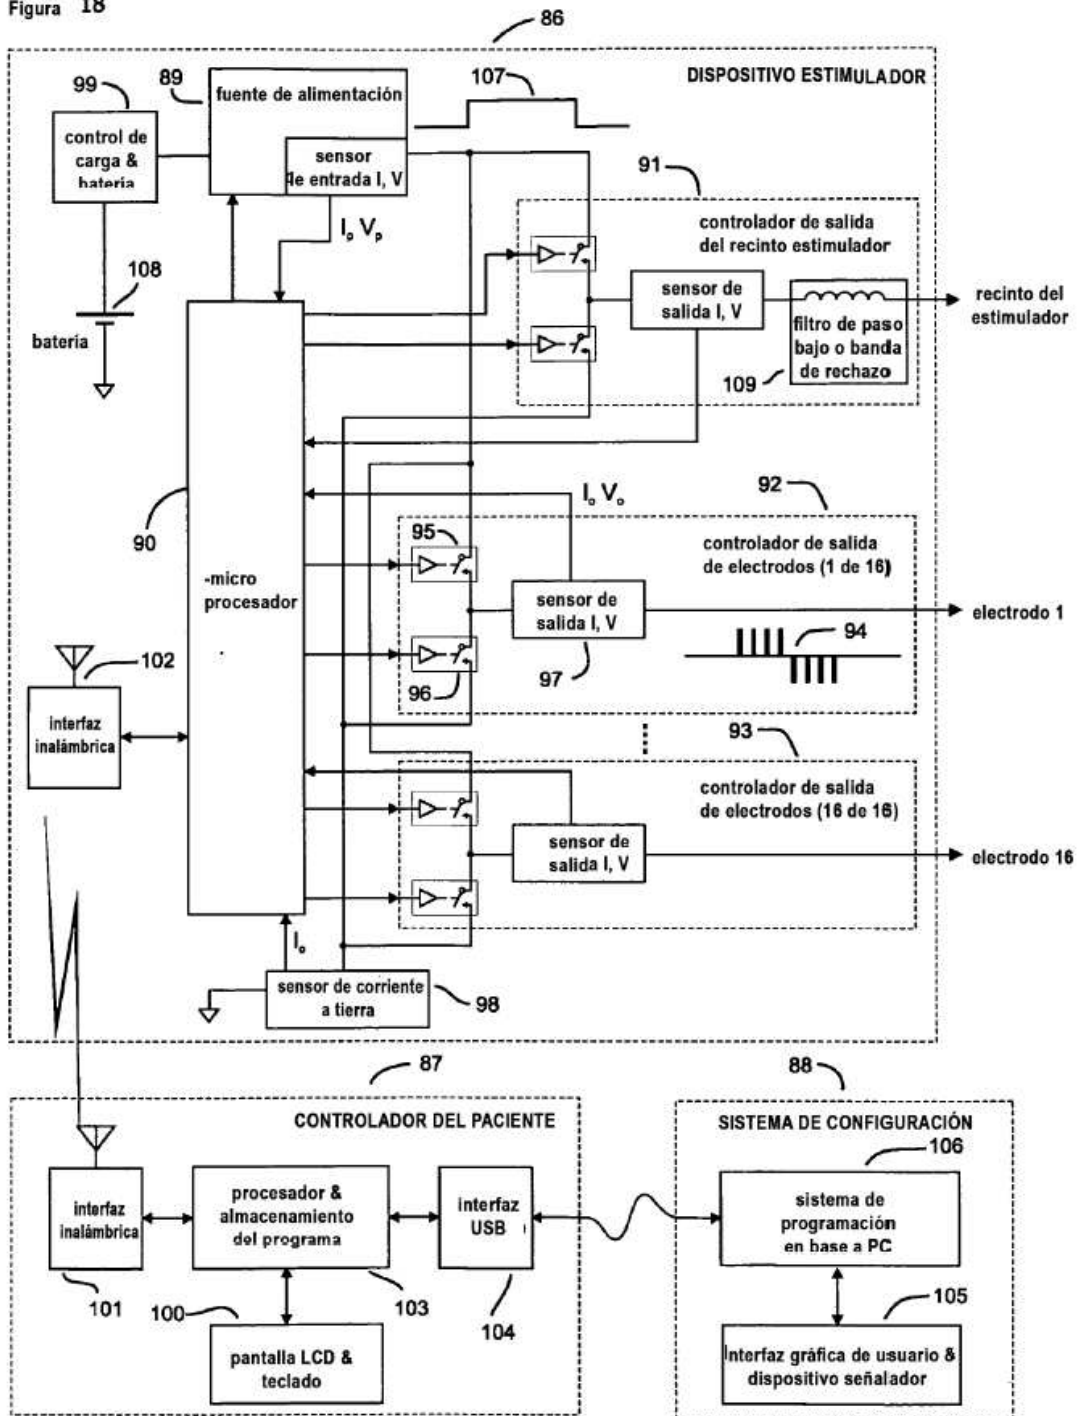 Figura 18
86
DISPOSITIVO ESTIMULADOR
99
89
fuente de alimentación
107
control de
carga &
batería
sensor
de entrada I, V
91
controlador de salida
del recinto estimulador
Io Vp
108
batería
sensor de
salida I, V
filtro de paso
bajo o banda
de rechazo
109
recinto del
estimulador
90
Io Vo
92
95
controlador de salida
de electrodos (1 de 16)
-micro
procesador
sensor de
salida I, V
electrodo 1
94
96
97
102
interfaz
inalámbrica
93
controlador de salida
de electrodos (16 de 16)
sensor de
salida I, V
electrodo 16
Io
sensor de corriente
a tierra
98
87
88
CONTROLADOR DEL PACIENTE
SISTEMA DE CONFIGURACIÓN
106
interfaz
inalámbrica
procesador &
almacenamiento
del programa
interfaz
USB
sistema de
programación
en base a PC
101
100
103
104
105
pantalla LCD &
teclado
Interfaz gráfica de usuario &
dispositivo señalador